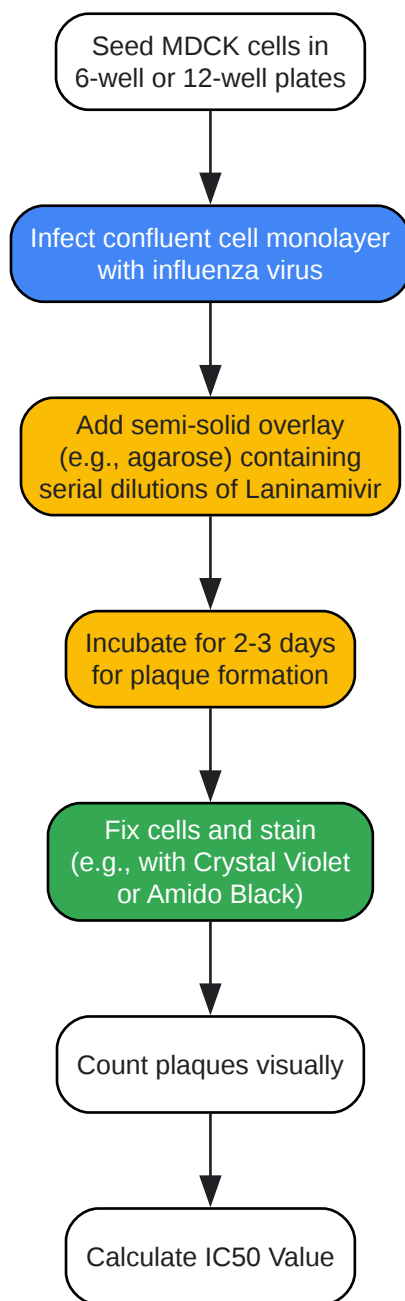 Seed MDCK cells in
6-well or 12-well plates
Infect confluent cell monolayer
with influenza virus
Add semi-solid overlay
(e.g., agarose) containing
serial dilutions of Laninamivir
Incubate for 2-3 days
for plaque formation
Fix cells and stain
(e.g., with Crystal Violet
or Amido Black)
Count plaques visually
Calculate IC50 Value